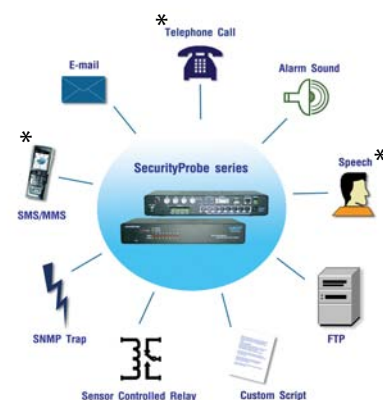 *
Telephone Call
E-mail
Alarm Sound
*
SecurityProbe series
Speech*
SMS/MMS
SNMP Trap
FTP
Sensor Controlled Relay
Custom Script